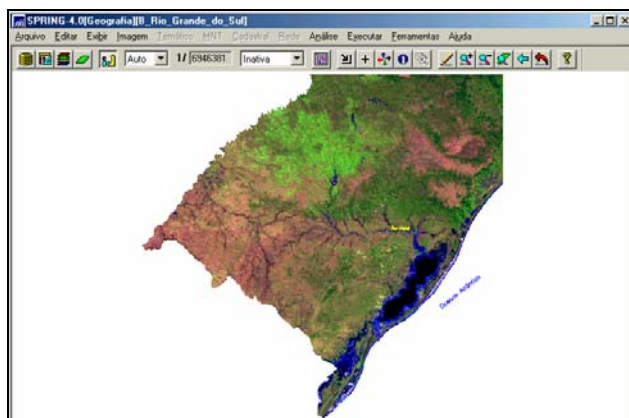 SPRING-4.0[Geografia][B_Rio_Grande_do_Sul]
Arquivo Editar Exibir Imagem Temático MNT Cadastral Rede Análise Executar Ferramentas Ajuda
Auto 1/ 6946381 Inativa